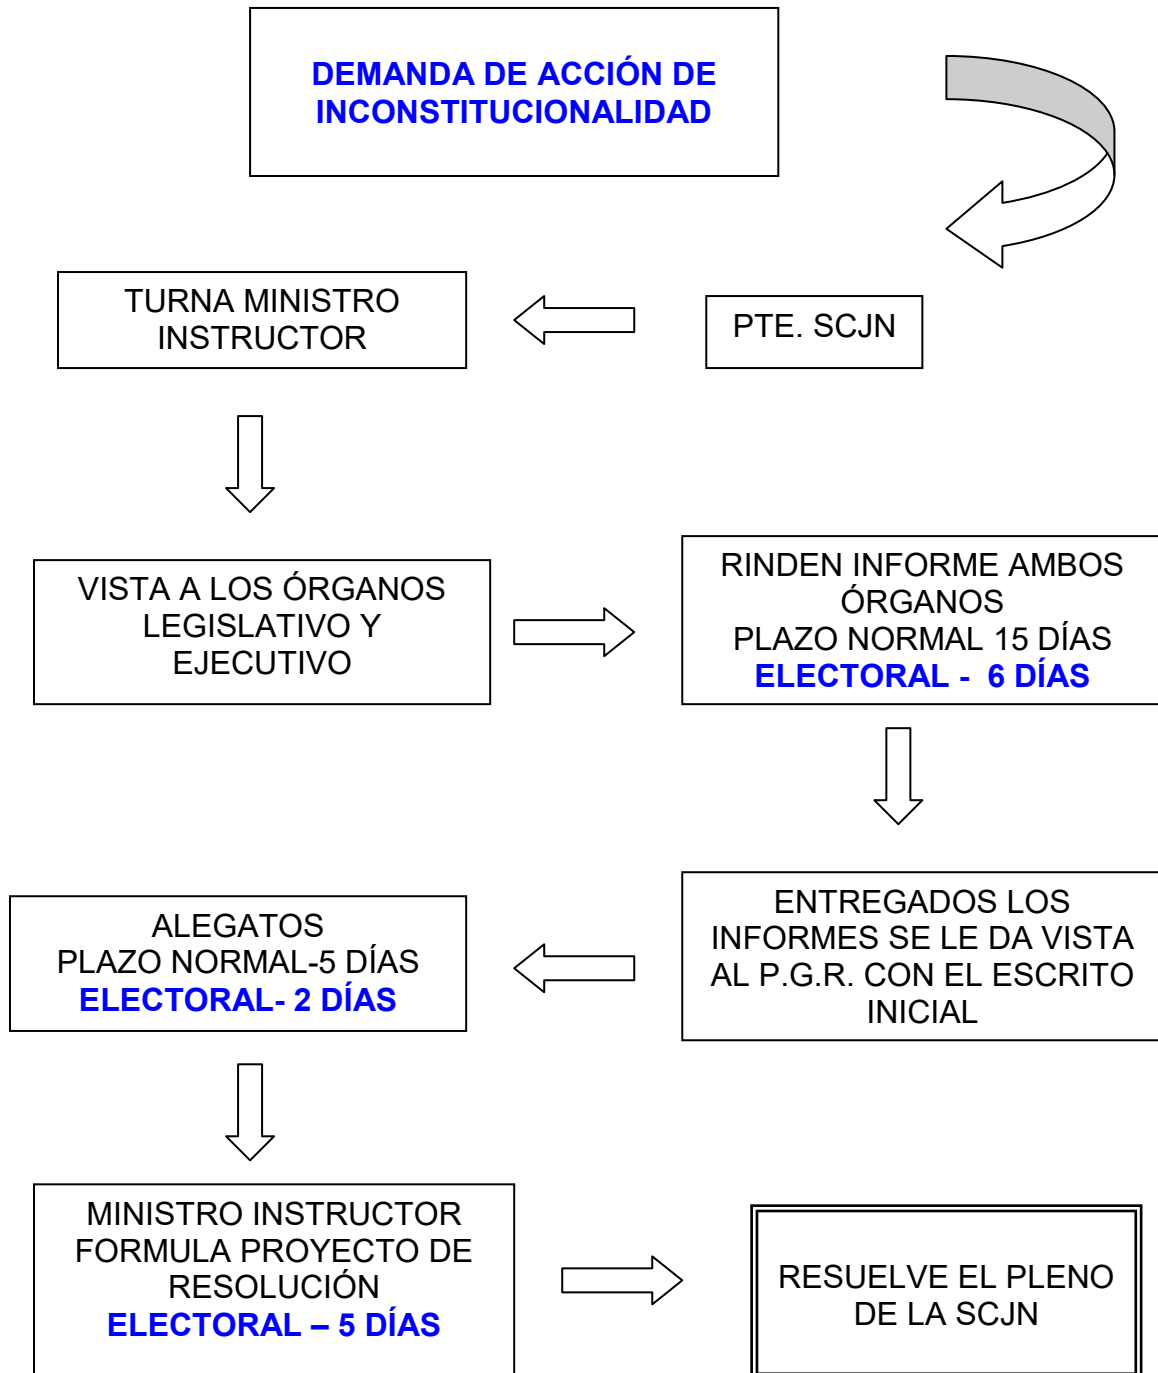 DEMANDA DE ACCIÓN DE
INCONSTITUCIONALIDAD
PTE. SCJN
TURNA MINISTRO
INSTRUCTOR
VISTA A LOS ÓRGANOS
LEGISLATIVO Y
EJECUTIVO
RINDEN INFORME AMBOS
ÓRGANOS
PLAZO NORMAL 15 DÍAS
ELECTORAL - 6 DÍAS
ENTREGADOS LOS
INFORMES SE LE DA VISTA
AL P.G.R. CON EL ESCRITO
INICIAL
ALEGATOS
PLAZO NORMAL-5 DÍAS
ELECTORAL- 2 DÍAS
MINISTRO INSTRUCTOR
FORMULA PROYECTO DE
RESOLUCIÓN
ELECTORAL – 5 DÍAS
RESUELVE EL PLENO
DE LA SCJN